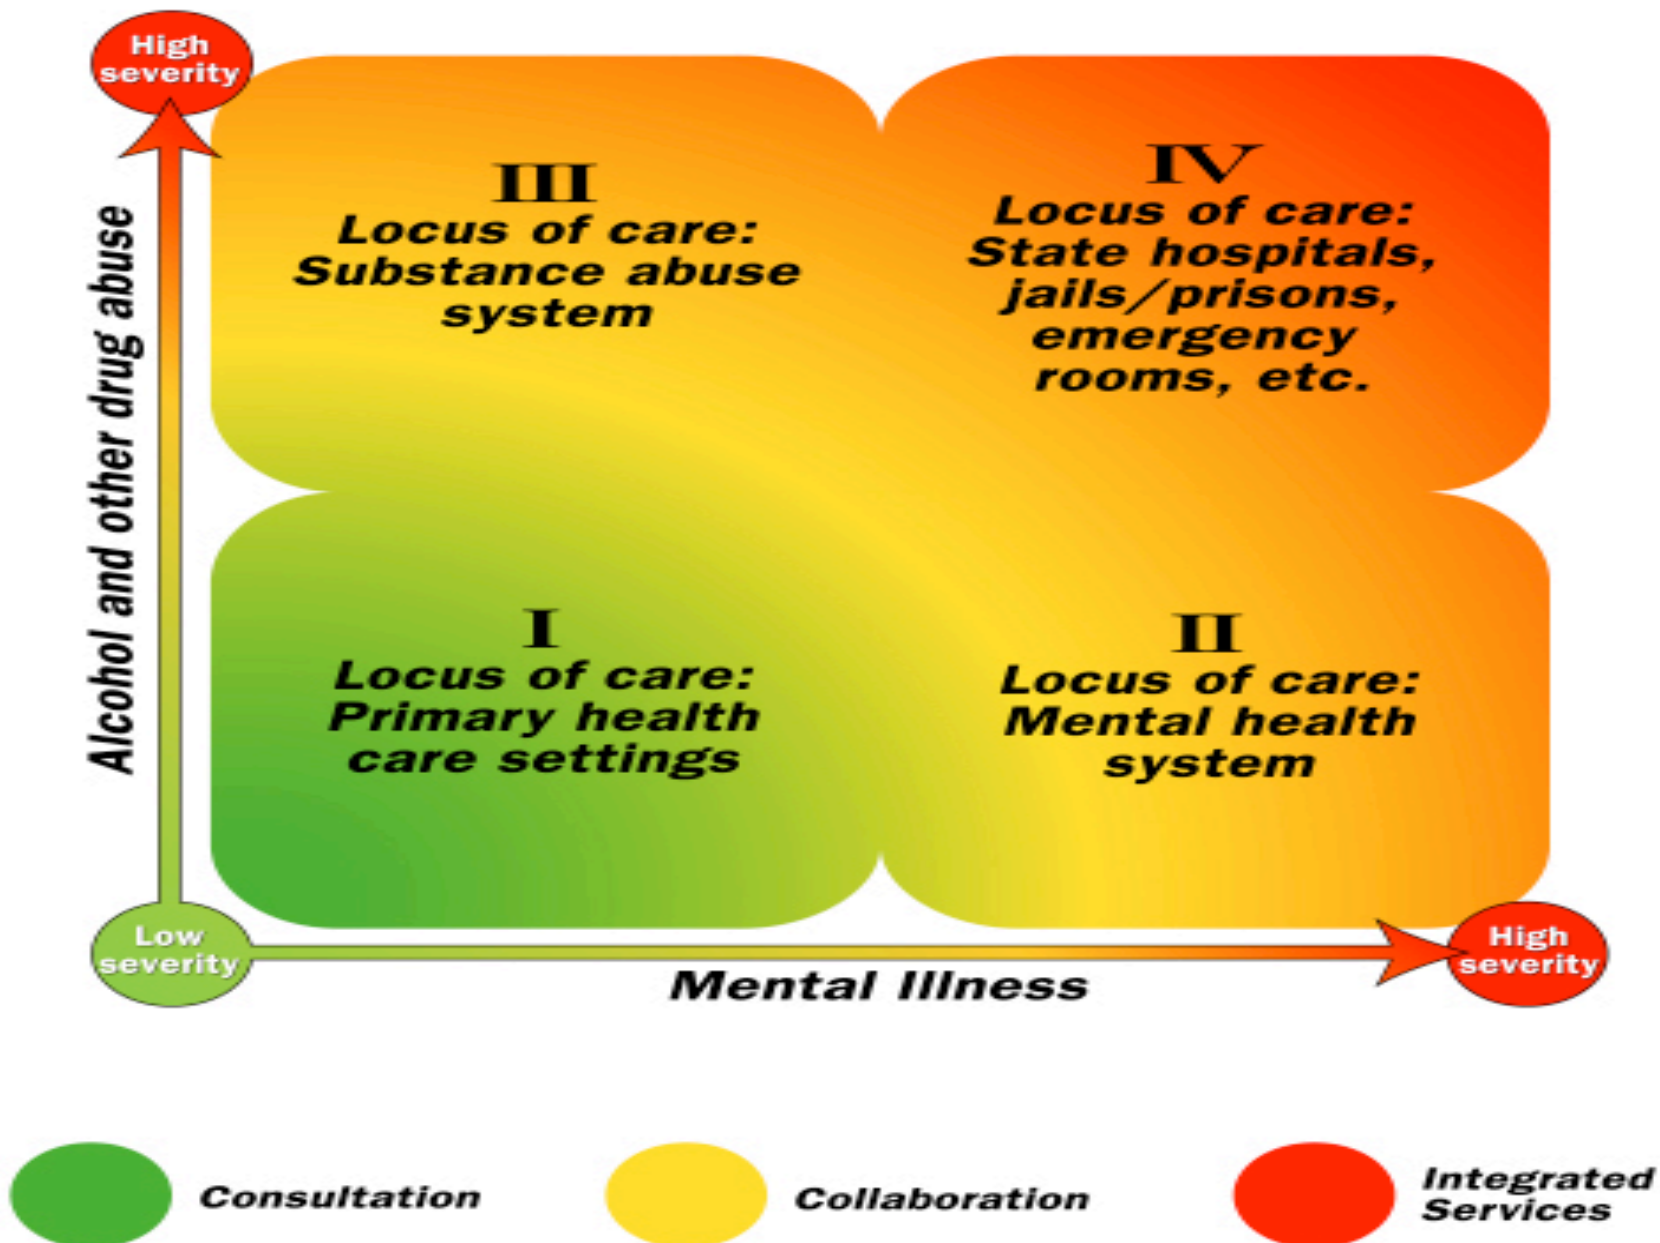 High
severity
Alcohol and other drug abuse
III
Locus of care:
Substance abuse
system
IV
Locus of care:
State hospitals,
jails/prisons,
emergency
rooms, etc.
I
Locus of care:
Primary health
care settings
II
Locus of care:
Mental health
system
Low
severity
Mental Illness
High
severity
Consultation
Collaboration
Integrated
Services